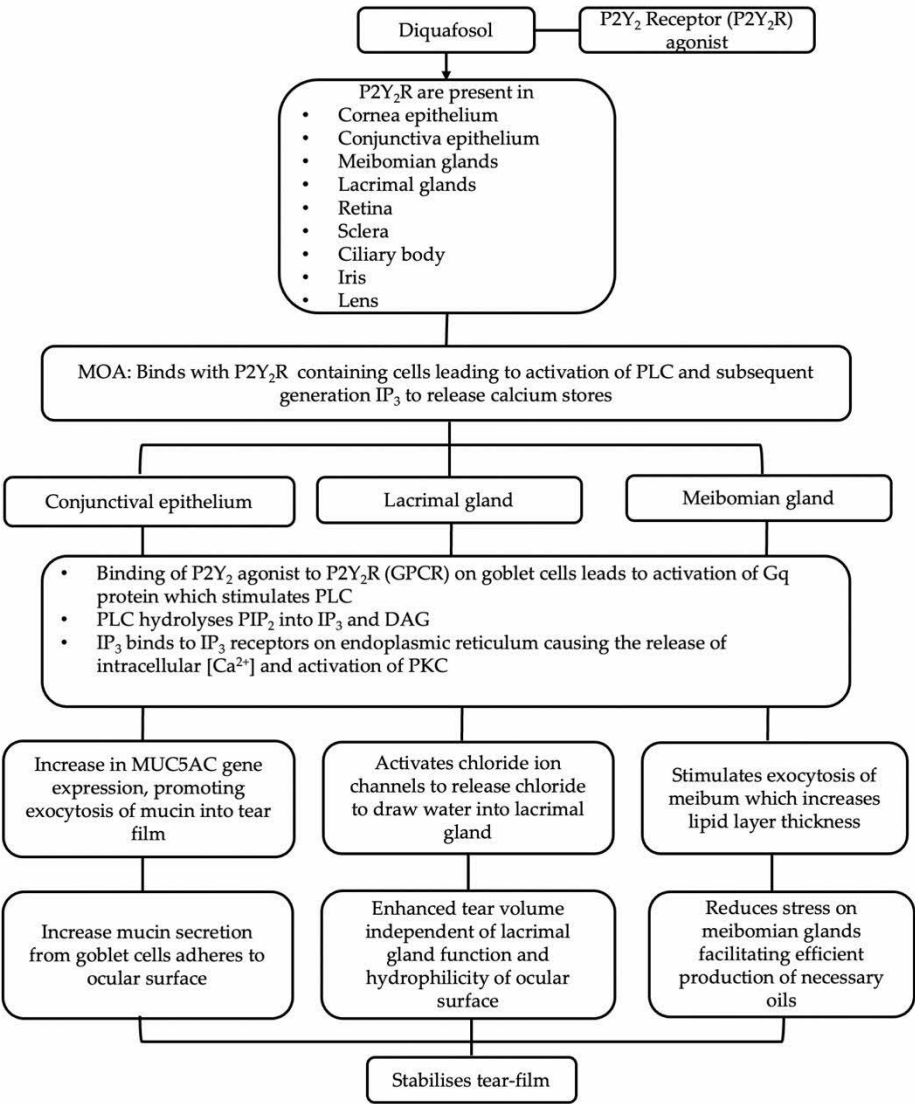 Diquafosol
P2Y₂ Receptor (P2Y₂R)
agonist
P2Y₂R are present in
• Cornea epithelium
• Conjunctiva epithelium
• Meibomian glands
• Lacrimal glands
• Retina
• Sclera
• Ciliary body
• Iris
• Lens
MOA: Binds with P2Y₂R containing cells leading to activation of PLC and subsequent
generation IP₃ to release calcium stores
Conjunctival epithelium
Lacrimal gland
Meibomian gland
• Binding of P2Y₂ agonist to P2Y₂R (GPCR) on goblet cells leads to activation of Gq
protein which stimulates PLC
• PLC hydrolyses PIP₂ into IP₃ and DAG
• IP₃ binds to IP₃ receptors on endoplasmic reticulum causing the release of
intracellular [Ca²⁺] and activation of PKC
Increase in MUC5AC gene
expression, promoting
exocytosis of mucin into tear
film
Activates chloride ion
channels to release chloride
to draw water into lacrimal
gland
Stimulates exocytosis of
meibum which increases
lipid layer thickness
Increase mucin secretion
from goblet cells adheres to
ocular surface
Enhanced tear volume
independent of lacrimal
gland function and
hydrophilicity of ocular
surface
Reduces stress on
meibomian glands
facilitating efficient
production of necessary
oils
Stabilises tear-film